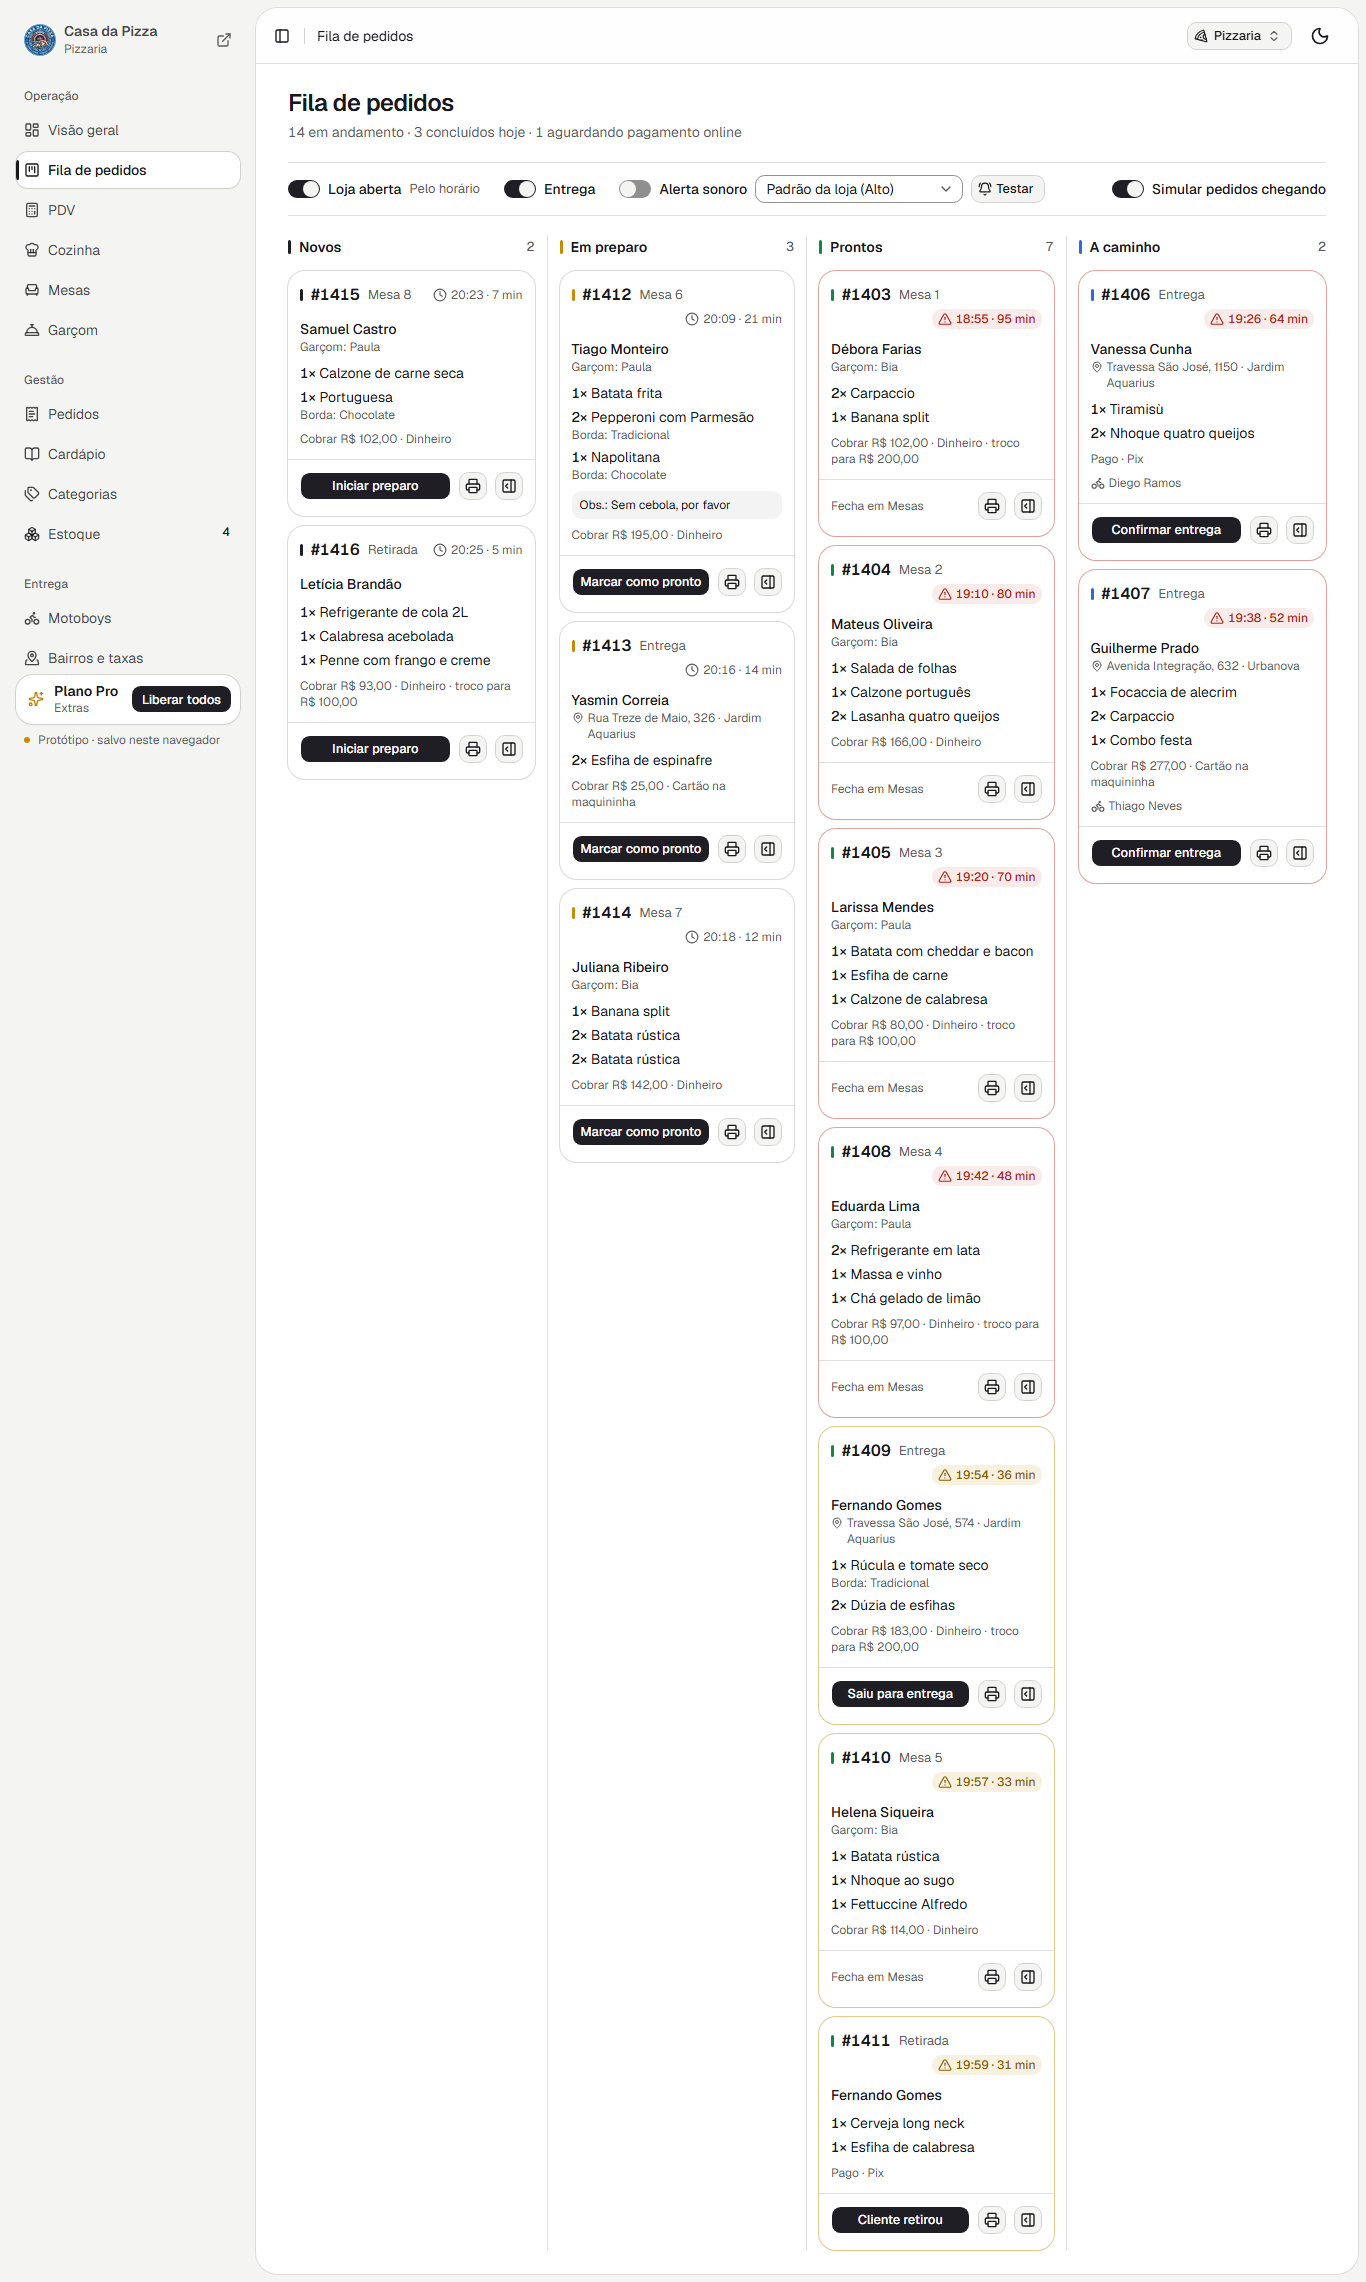 Casa da Pizza
Pizzaria
Operação
Visão geral
Fila de pedidos
PDV
Cozinha
Mesas
Garçom
Gestão
Pedidos
Cardápio
Categorias
Estoque 4
Entrega
Motoboys
Bairros e taxas
Plano Pro
Extras
Liberar todos
Protótipo · salvo neste navegador
Fila de pedidos
Pizzaria
Fila de pedidos
14 em andamento · 3 concluídos hoje · 1 aguardando pagamento online
Loja aberta Pelo horário Entrega Alerta sonoro Padrão da loja (Alto) Testar Simular pedidos chegando
Novos 2
#1415 Mesa 8 20:23 · 7 min
Samuel Castro
Garçom: Paula
1× Calzone de carne seca
1× Portuguesa
Borda: Chocolate
Cobrar R$ 102,00 · Dinheiro
Iniciar preparo
#1416 Retirada 20:25 · 5 min
Letícia Brandão
1× Refrigerante de cola 2L
1× Calabresa acebolada
1× Penne com frango e creme
Cobrar R$ 93,00 · Dinheiro · troco para
R$ 100,00
Iniciar preparo
Em preparo 3
#1412 Mesa 6
20:09 · 21 min
Tiago Monteiro
Garçom: Paula
1× Batata frita
2× Pepperoni com Parmesão
Borda: Tradicional
1× Napolitana
Borda: Chocolate
Obs.: Sem cebola, por favor
Cobrar R$ 195,00 · Dinheiro
Marcar como pronto
#1413 Entrega
20:16 · 14 min
Yasmin Correia
Rua Treze de Maio, 326 · Jardim
Aquarius
2× Esfiha de espinafre
Cobrar R$ 25,00 · Cartão na
maquininha
Marcar como pronto
#1414 Mesa 7
20:18 · 12 min
Juliana Ribeiro
Garçom: Bia
1× Banana split
2× Batata rústica
2× Batata rústica
Cobrar R$ 142,00 · Dinheiro
Marcar como pronto
Prontos 7
#1403 Mesa 1
18:55 · 95 min
Débora Farias
Garçom: Bia
2× Carpaccio
1× Banana split
Cobrar R$ 102,00 · Dinheiro · troco
para R$ 200,00
Fecha em Mesas
#1404 Mesa 2
19:10 · 80 min
Mateus Oliveira
Garçom: Bia
1× Salada de folhas
1× Calzone português
2× Lasanha quatro queijos
Cobrar R$ 166,00 · Dinheiro
Fecha em Mesas
#1405 Mesa 3
19:20 · 70 min
Larissa Mendes
Garçom: Paula
1× Batata com cheddar e bacon
1× Esfiha de carne
1× Calzone de calabresa
Cobrar R$ 80,00 · Dinheiro · troco
para R$ 100,00
Fecha em Mesas
#1408 Mesa 4
19:42 · 48 min
Eduarda Lima
Garçom: Paula
2× Refrigerante em lata
1× Massa e vinho
1× Chá gelado de limão
Cobrar R$ 97,00 · Dinheiro · troco para
R$ 100,00
Fecha em Mesas
#1409 Entrega
19:54 · 36 min
Fernando Gomes
Travessa São José, 574 · Jardim
Aquarius
1× Rúcula e tomate seco
Borda: Tradicional
2× Dúzia de esfihas
Cobrar R$ 183,00 · Dinheiro · troco
para R$ 200,00
Saiu para entrega
#1410 Mesa 5
19:57 · 33 min
Helena Siqueira
Garçom: Bia
1× Batata rústica
1× Nhoque ao sugo
1× Fettuccine Alfredo
Cobrar R$ 114,00 · Dinheiro
Fecha em Mesas
#1411 Retirada
19:59 · 31 min
Fernando Gomes
1× Cerveja long neck
1× Esfiha de calabresa
Pago · Pix
Cliente retirou
A caminho 2
#1406 Entrega
19:26 · 64 min
Vanessa Cunha
Travessa São José, 1150 · Jardim
Aquarius
1× Tiramisù
2× Nhoque quatro queijos
Pago · Pix
Diego Ramos
Confirmar entrega
#1407 Entrega
19:38 · 52 min
Guilherme Prado
Avenida Integração, 632 · Urbanova
1× Focaccia de alecrim
2× Carpaccio
1× Combo festa
Cobrar R$ 277,00 · Cartão na
maquininha
Thiago Neves
Confirmar entrega